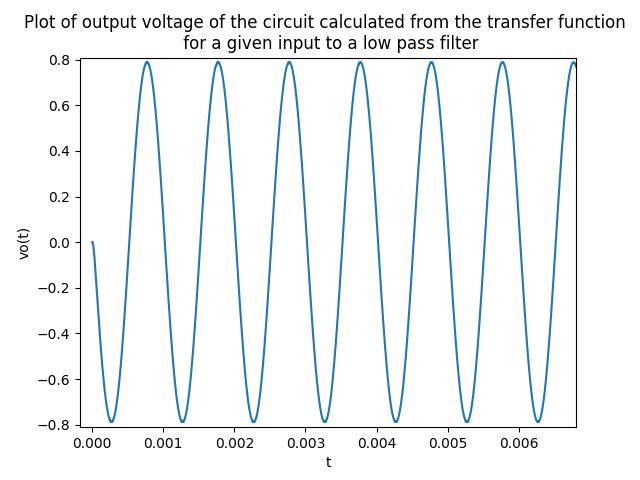 Plot of output voltage of the circuit calculated from the transfer function
for a given input to a low pass filter
0.8
0.6
0.4
0.2
0.0
−0.2
−0.4
−0.6
−0.8
vo(t)
0.000 0.001 0.002 0.003 0.004 0.005 0.006
t